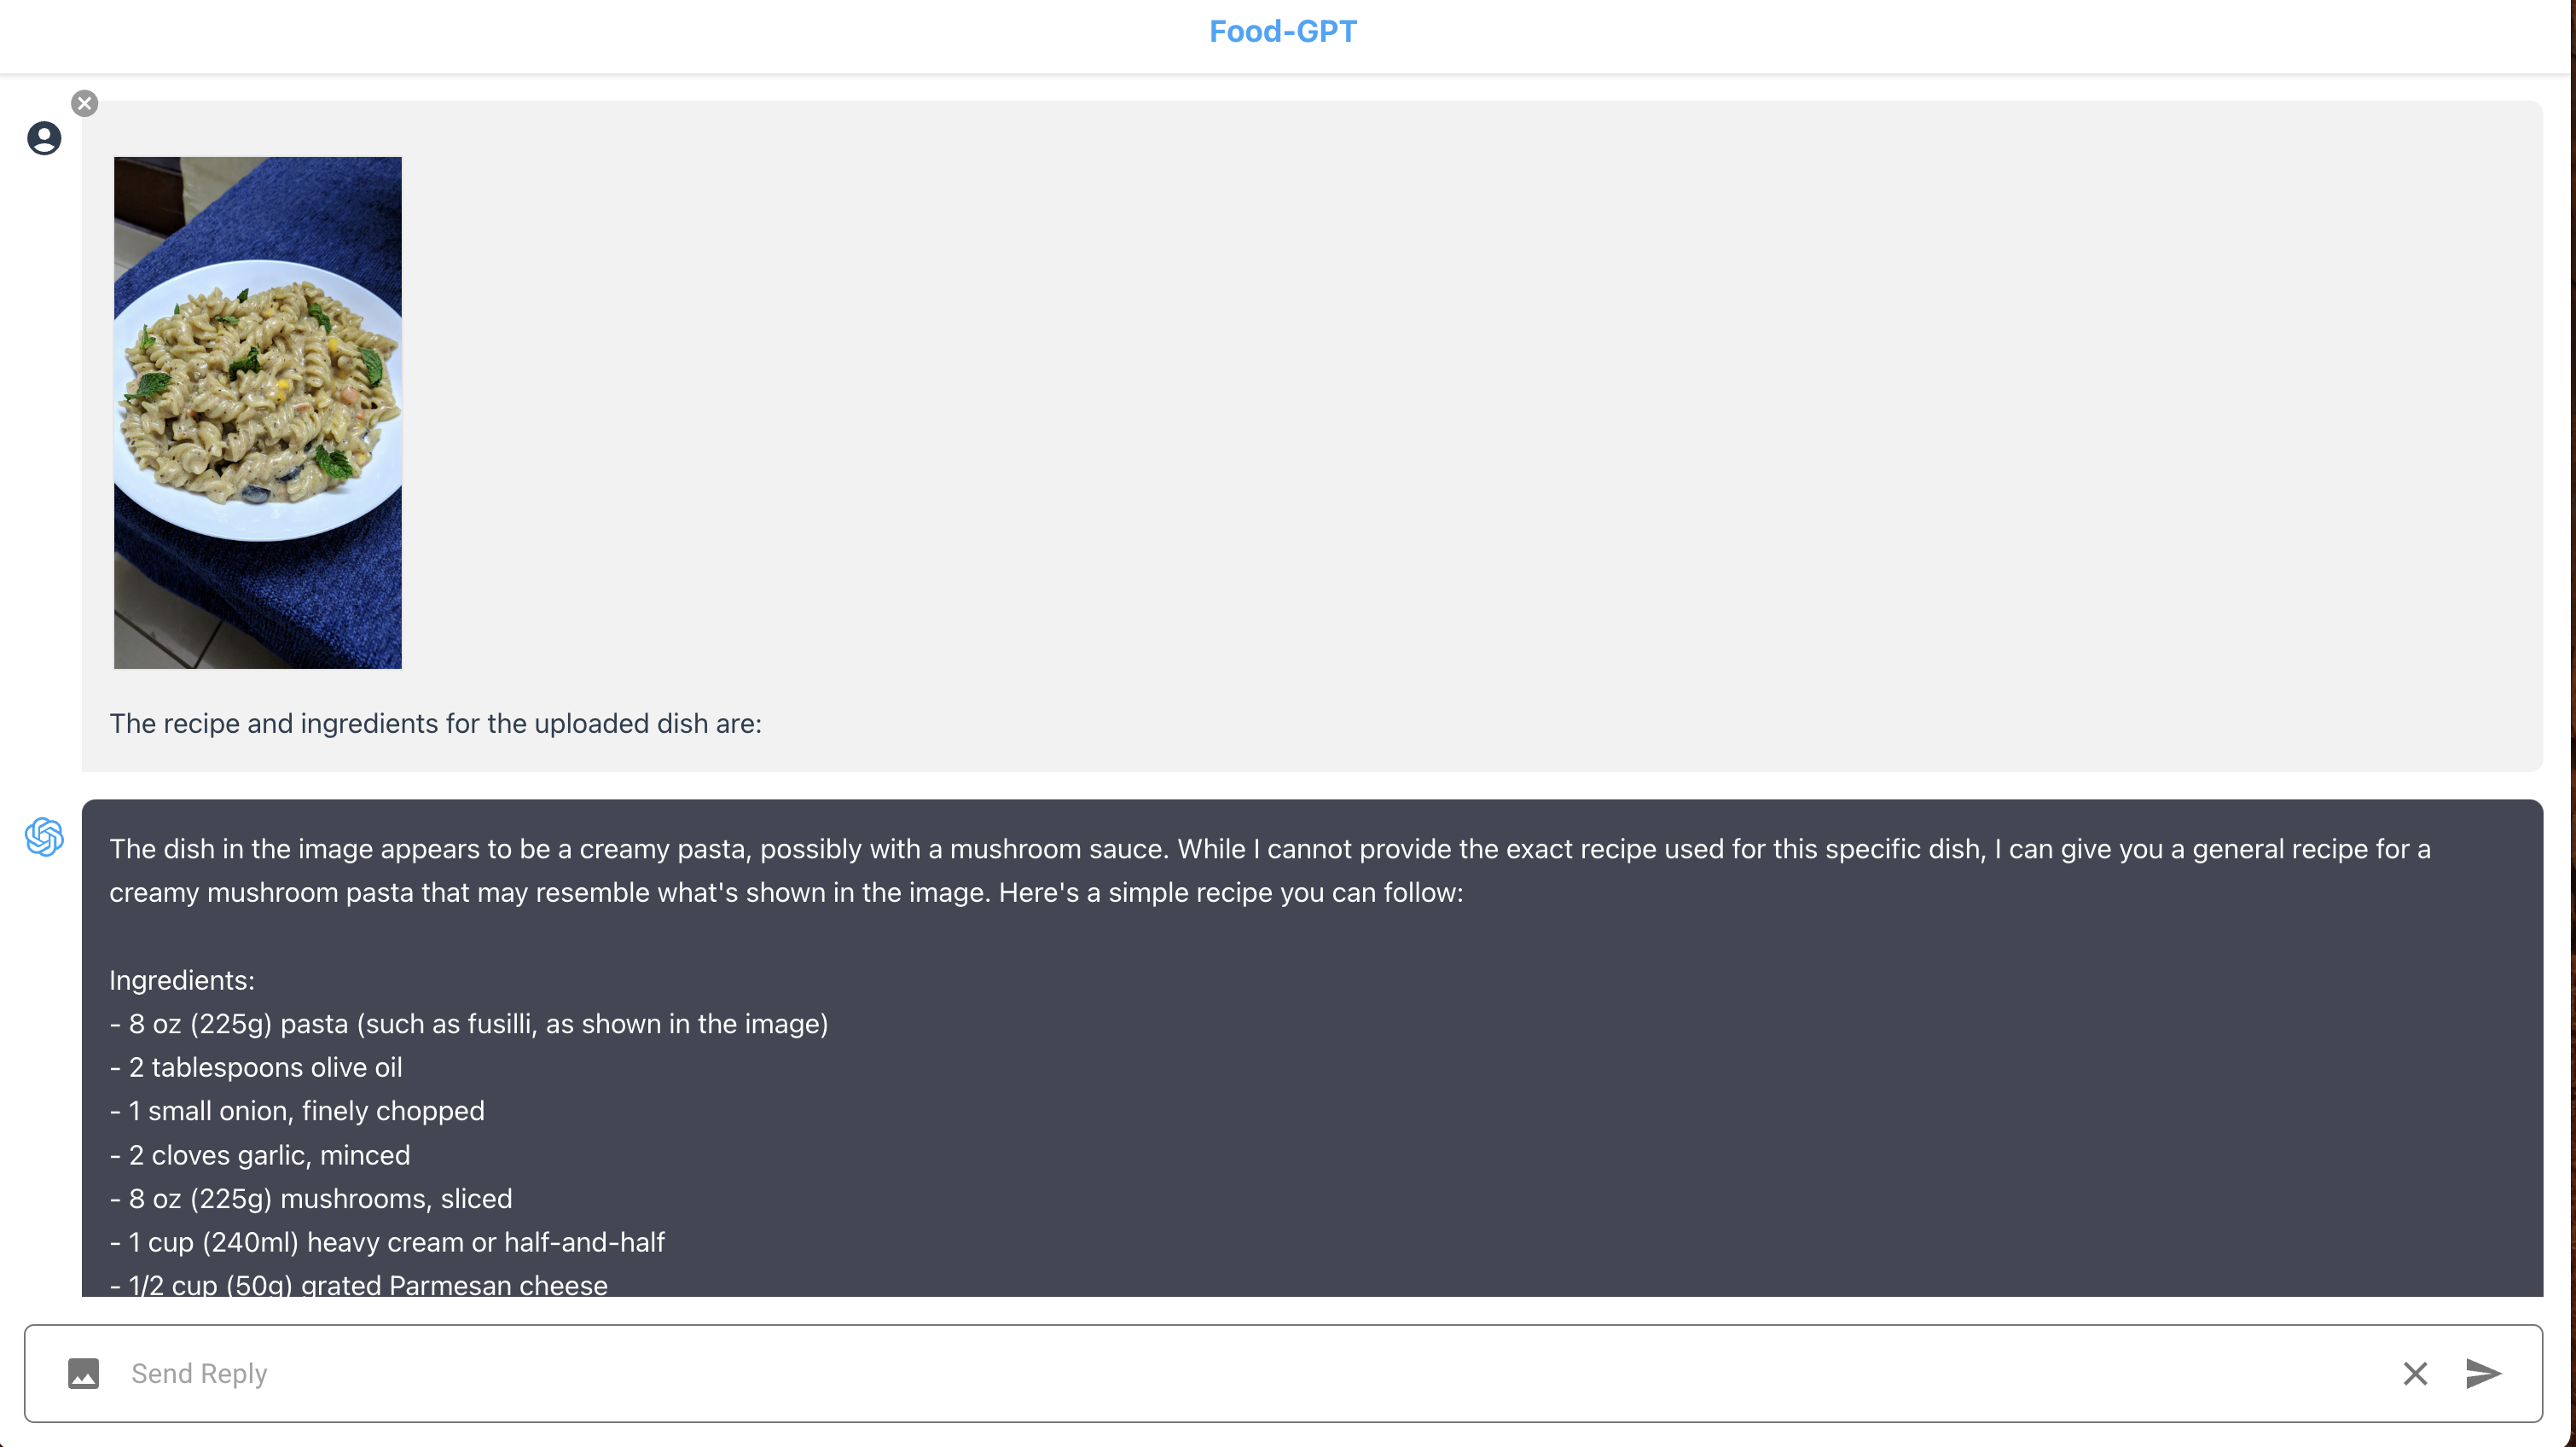 Food-GPT
The recipe and ingredients for the uploaded dish are:
The dish in the image appears to be a creamy pasta, possibly with a mushroom sauce. While I cannot provide the exact recipe used for this specific dish, I can give you a general recipe for a
creamy mushroom pasta that may resemble what's shown in the image. Here's a simple recipe you can follow:
Ingredients:
- 8 oz (225g) pasta (such as fusilli, as shown in the image)
- 2 tablespoons olive oil
- 1 small onion, finely chopped
- 2 cloves garlic, minced
- 8 oz (225g) mushrooms, sliced
- 1 cup (240ml) heavy cream or half-and-half
- 1/2 cup (50g) grated Parmesan cheese
Send Reply